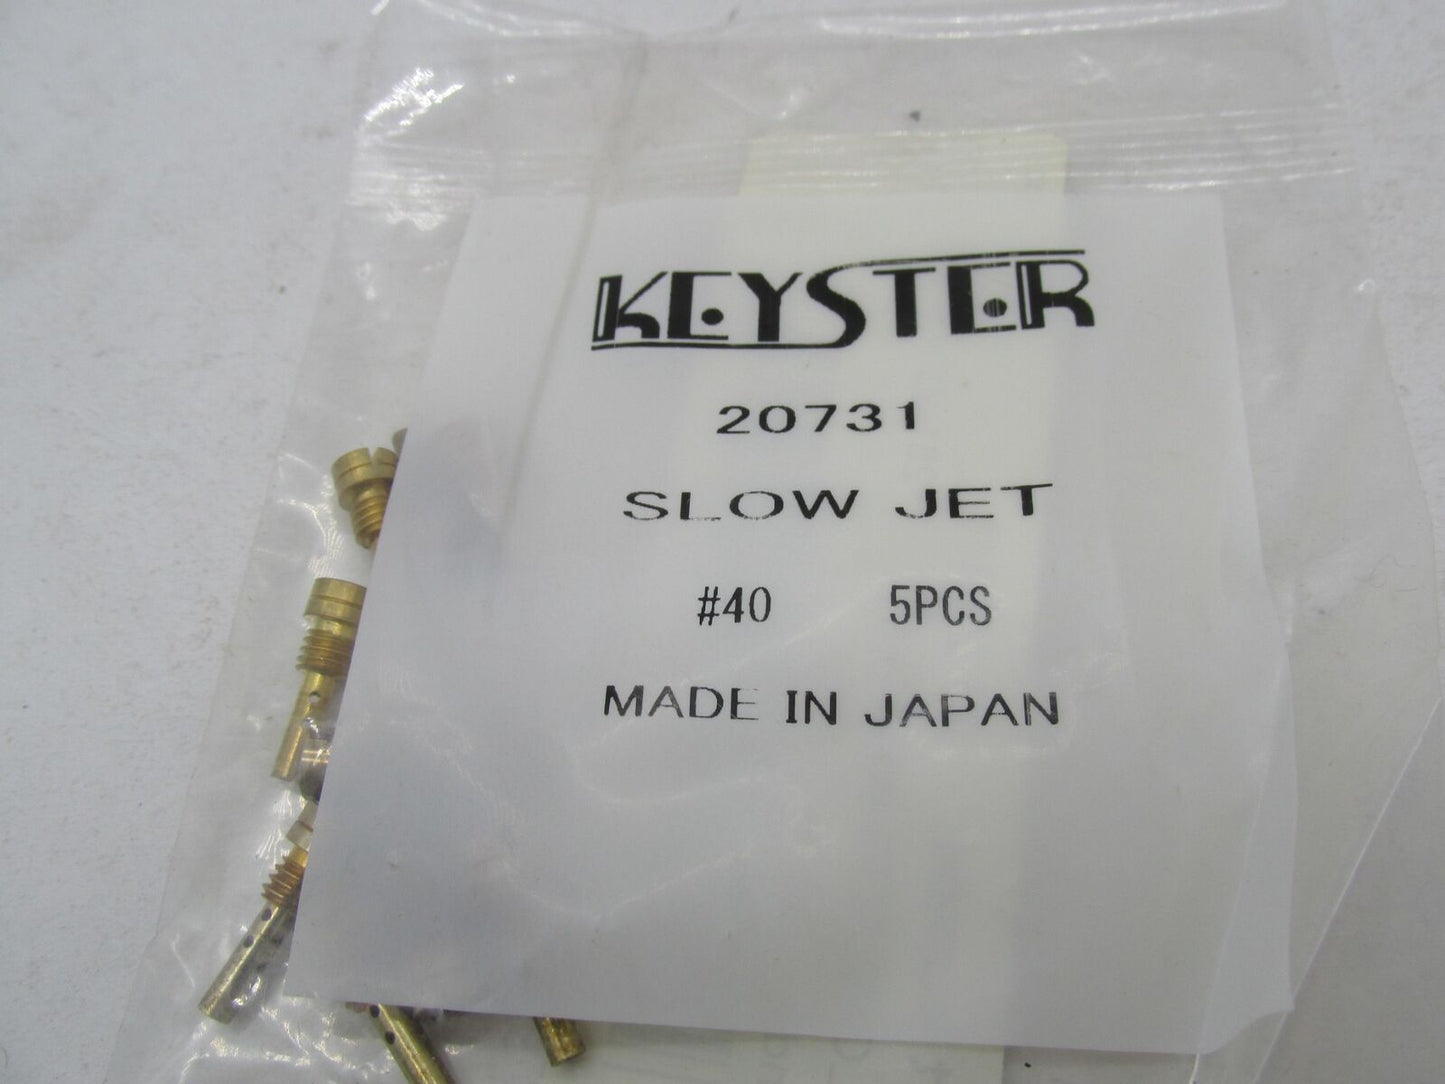 KEYSTER
20731
SLOW JET
#40 5PCS
MADE IN JAPAN